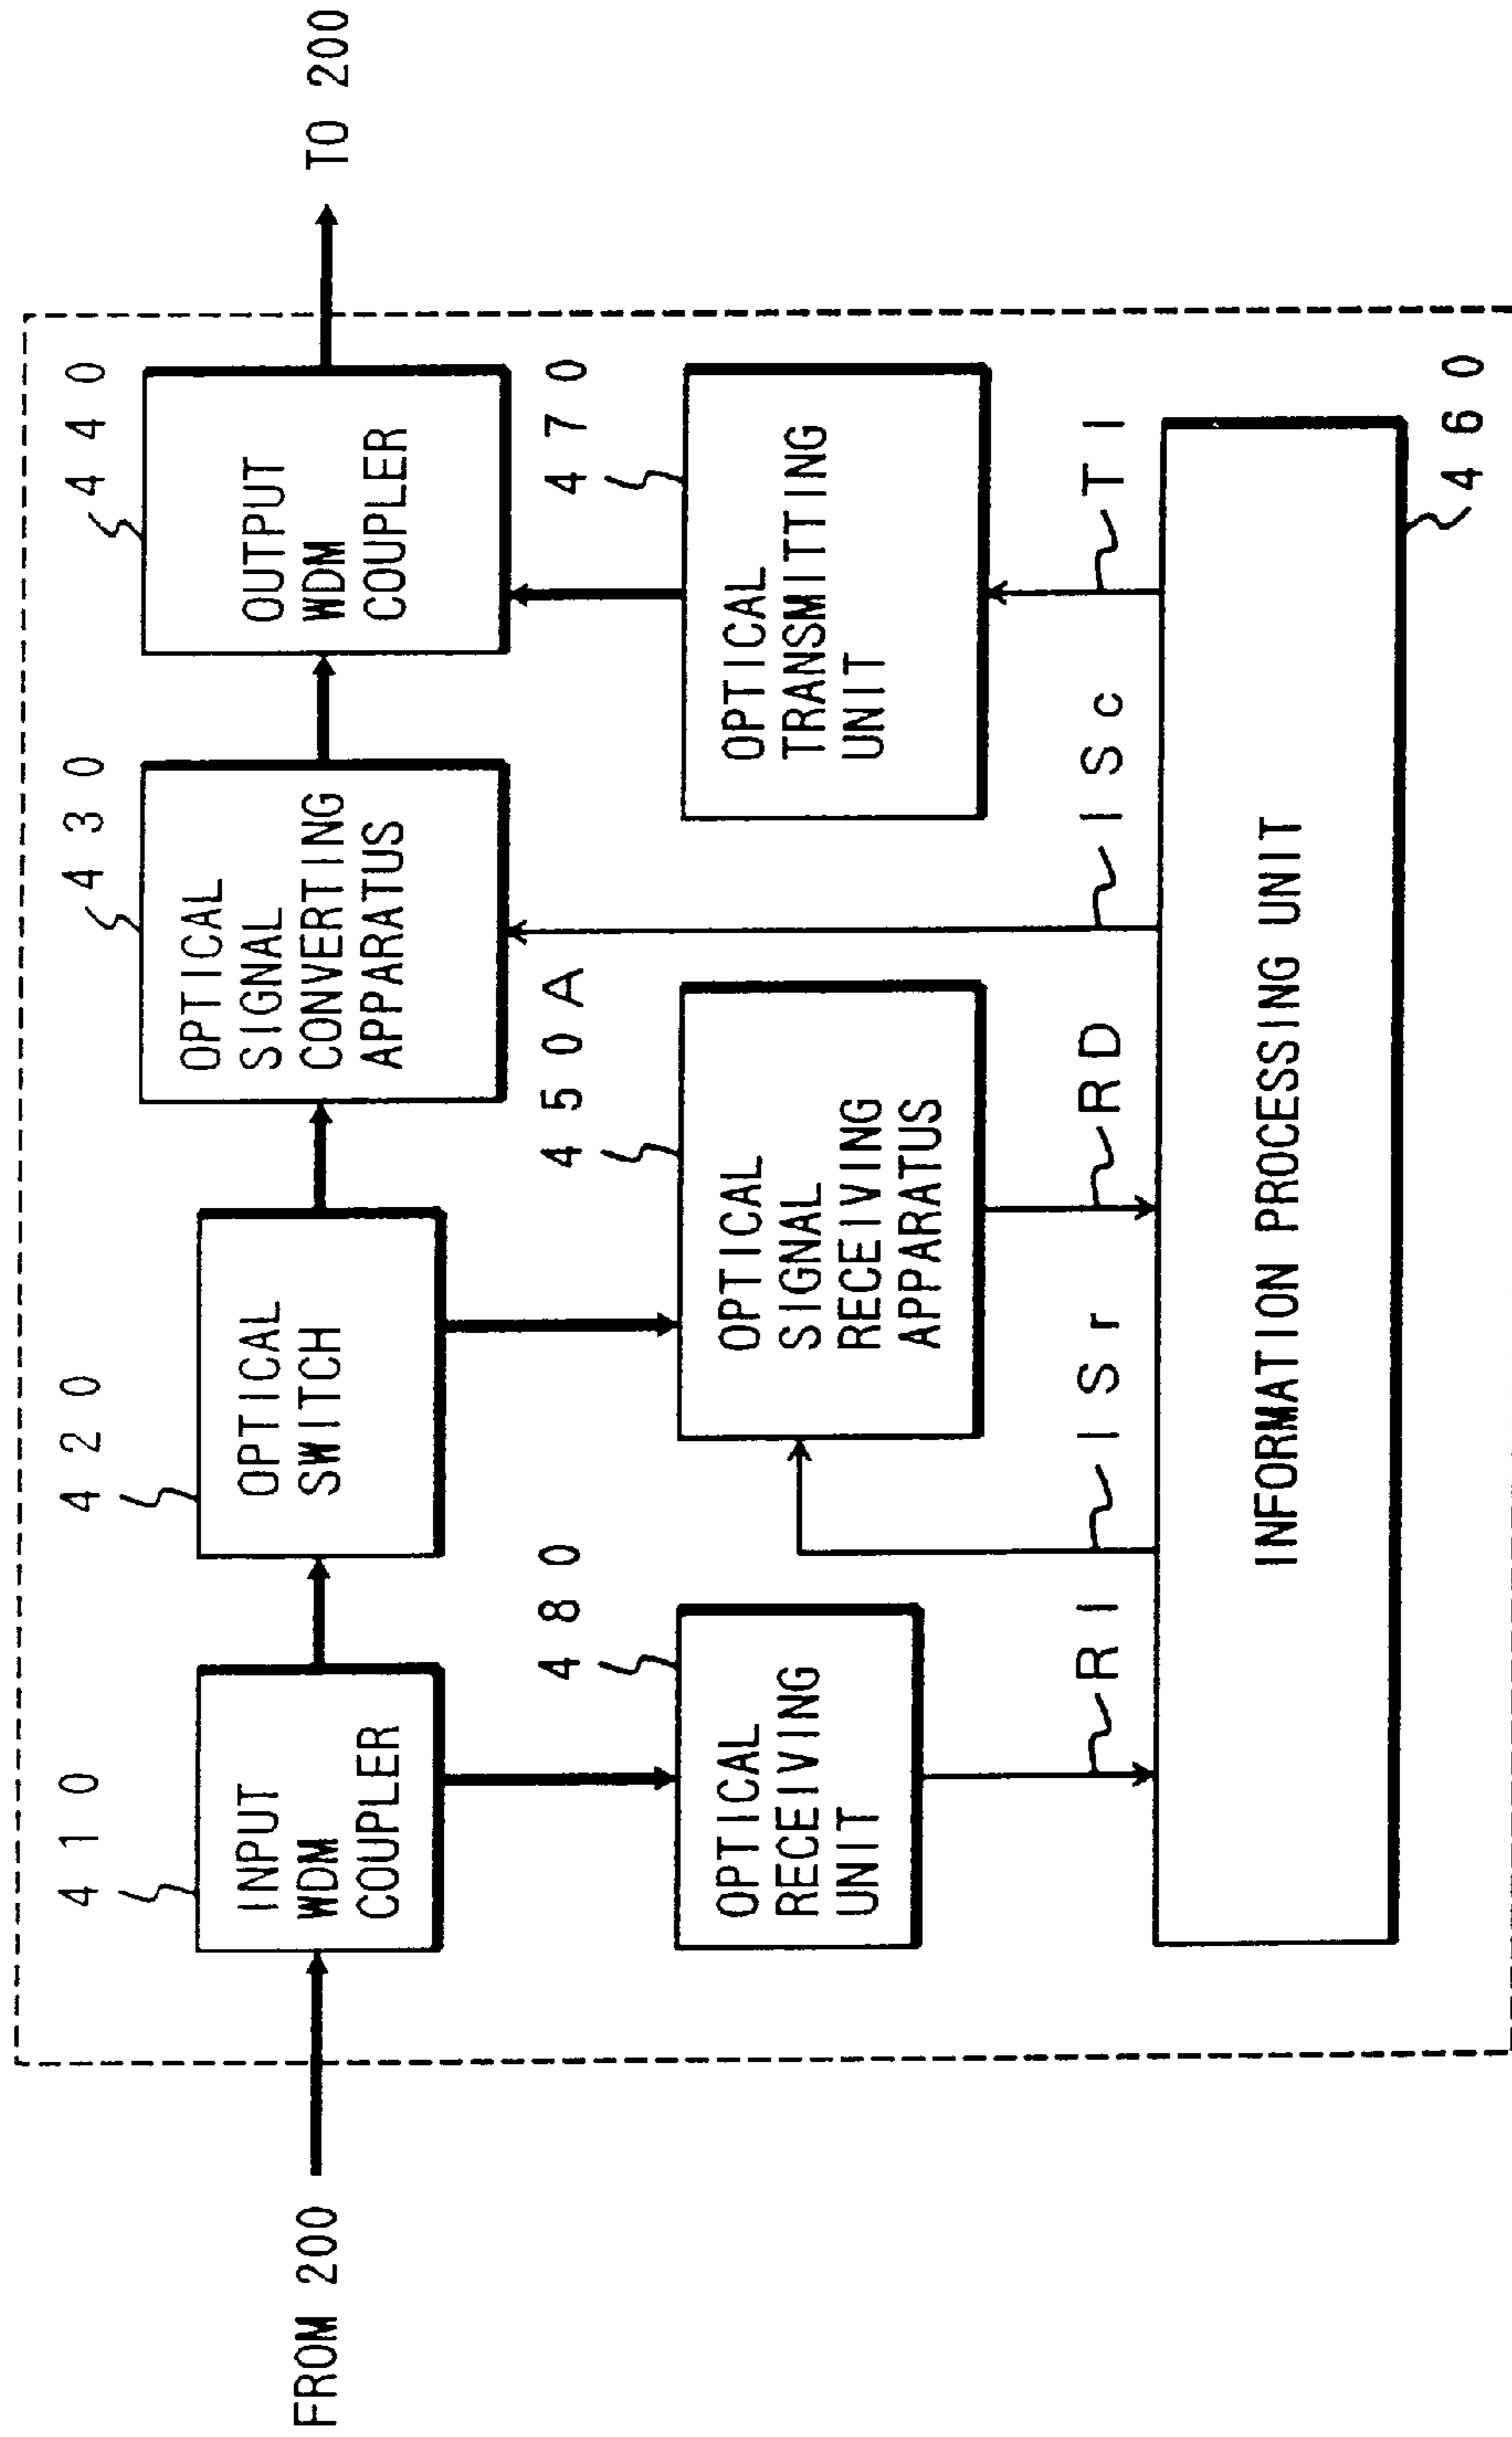 FROM 200
TO 200
410
INPUT
WDM
COUPLER
420
OPTICAL
SWITCH
430
OPTICAL
SIGNAL
CONVERTING
APPARATUS
440
OUTPUT
WDM
COUPLER
480
OPTICAL
RECEIVING
UNIT
450A
OPTICAL
SIGNAL
RECEIVING
APPARATUS
470
OPTICAL
TRANSMITTING
UNIT
RI
ISr
RD
ISc
TI
INFORMATION PROCESSING UNIT
460